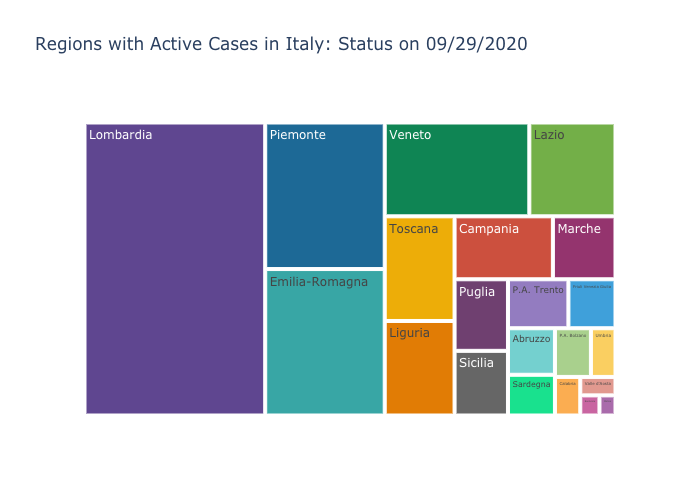 Regions with Active Cases in Italy: Status on 09/29/2020
Lombardia
Piemonte
Veneto
Lazio
Emilia-Romagna
Toscana
Campania
Marche
Liguria
Puglia
P.A. Trento
Friuli Venezia Giulia
Sicilia
Abruzzo
P.A. Bolzano
Umbria
Sardegna
Calabria
Valle d'Aosta